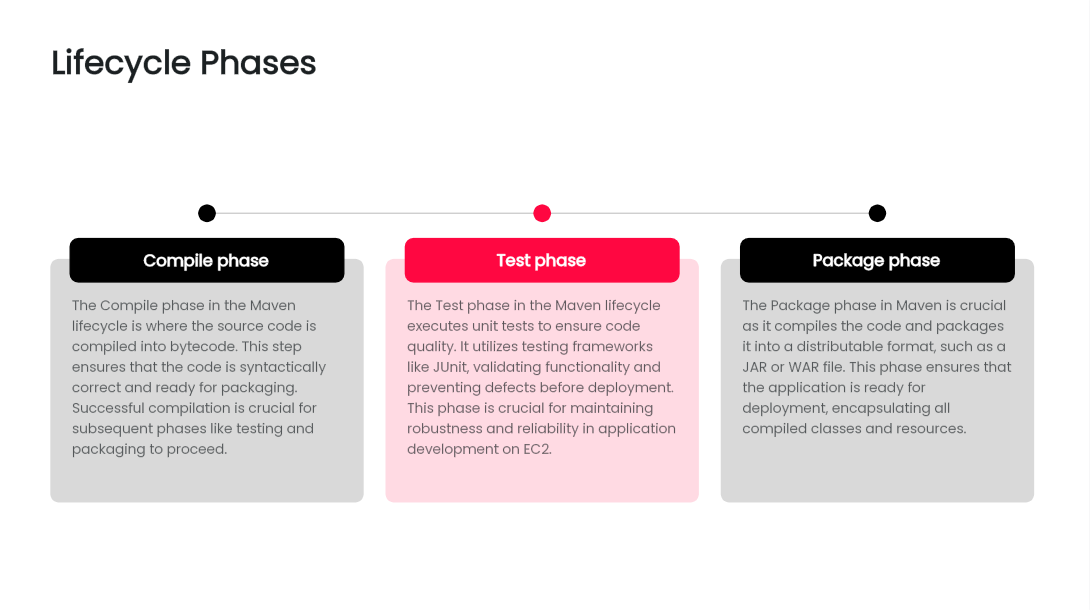 Lifecycle Phases
Compile phase
The Compile phase in the Maven
lifecycle is where the source code is
compiled into bytecode. This step
ensures that the code is syntactically
correct and ready for packaging.
Successful compilation is crucial for
subsequent phases like testing and
packaging to proceed.
Test phase
The Test phase in the Maven lifecycle
executes unit tests to ensure code
quality. It utilizes testing frameworks
like JUnit, validating functionality and
preventing defects before deployment.
This phase is crucial for maintaining
robustness and reliability in application
development on EC2.
Package phase
The Package phase in Maven is crucial
as it compiles the code and packages
it into a distributable format, such as a
JAR or WAR file. This phase ensures that
the application is ready for
deployment, encapsulating all
compiled classes and resources.